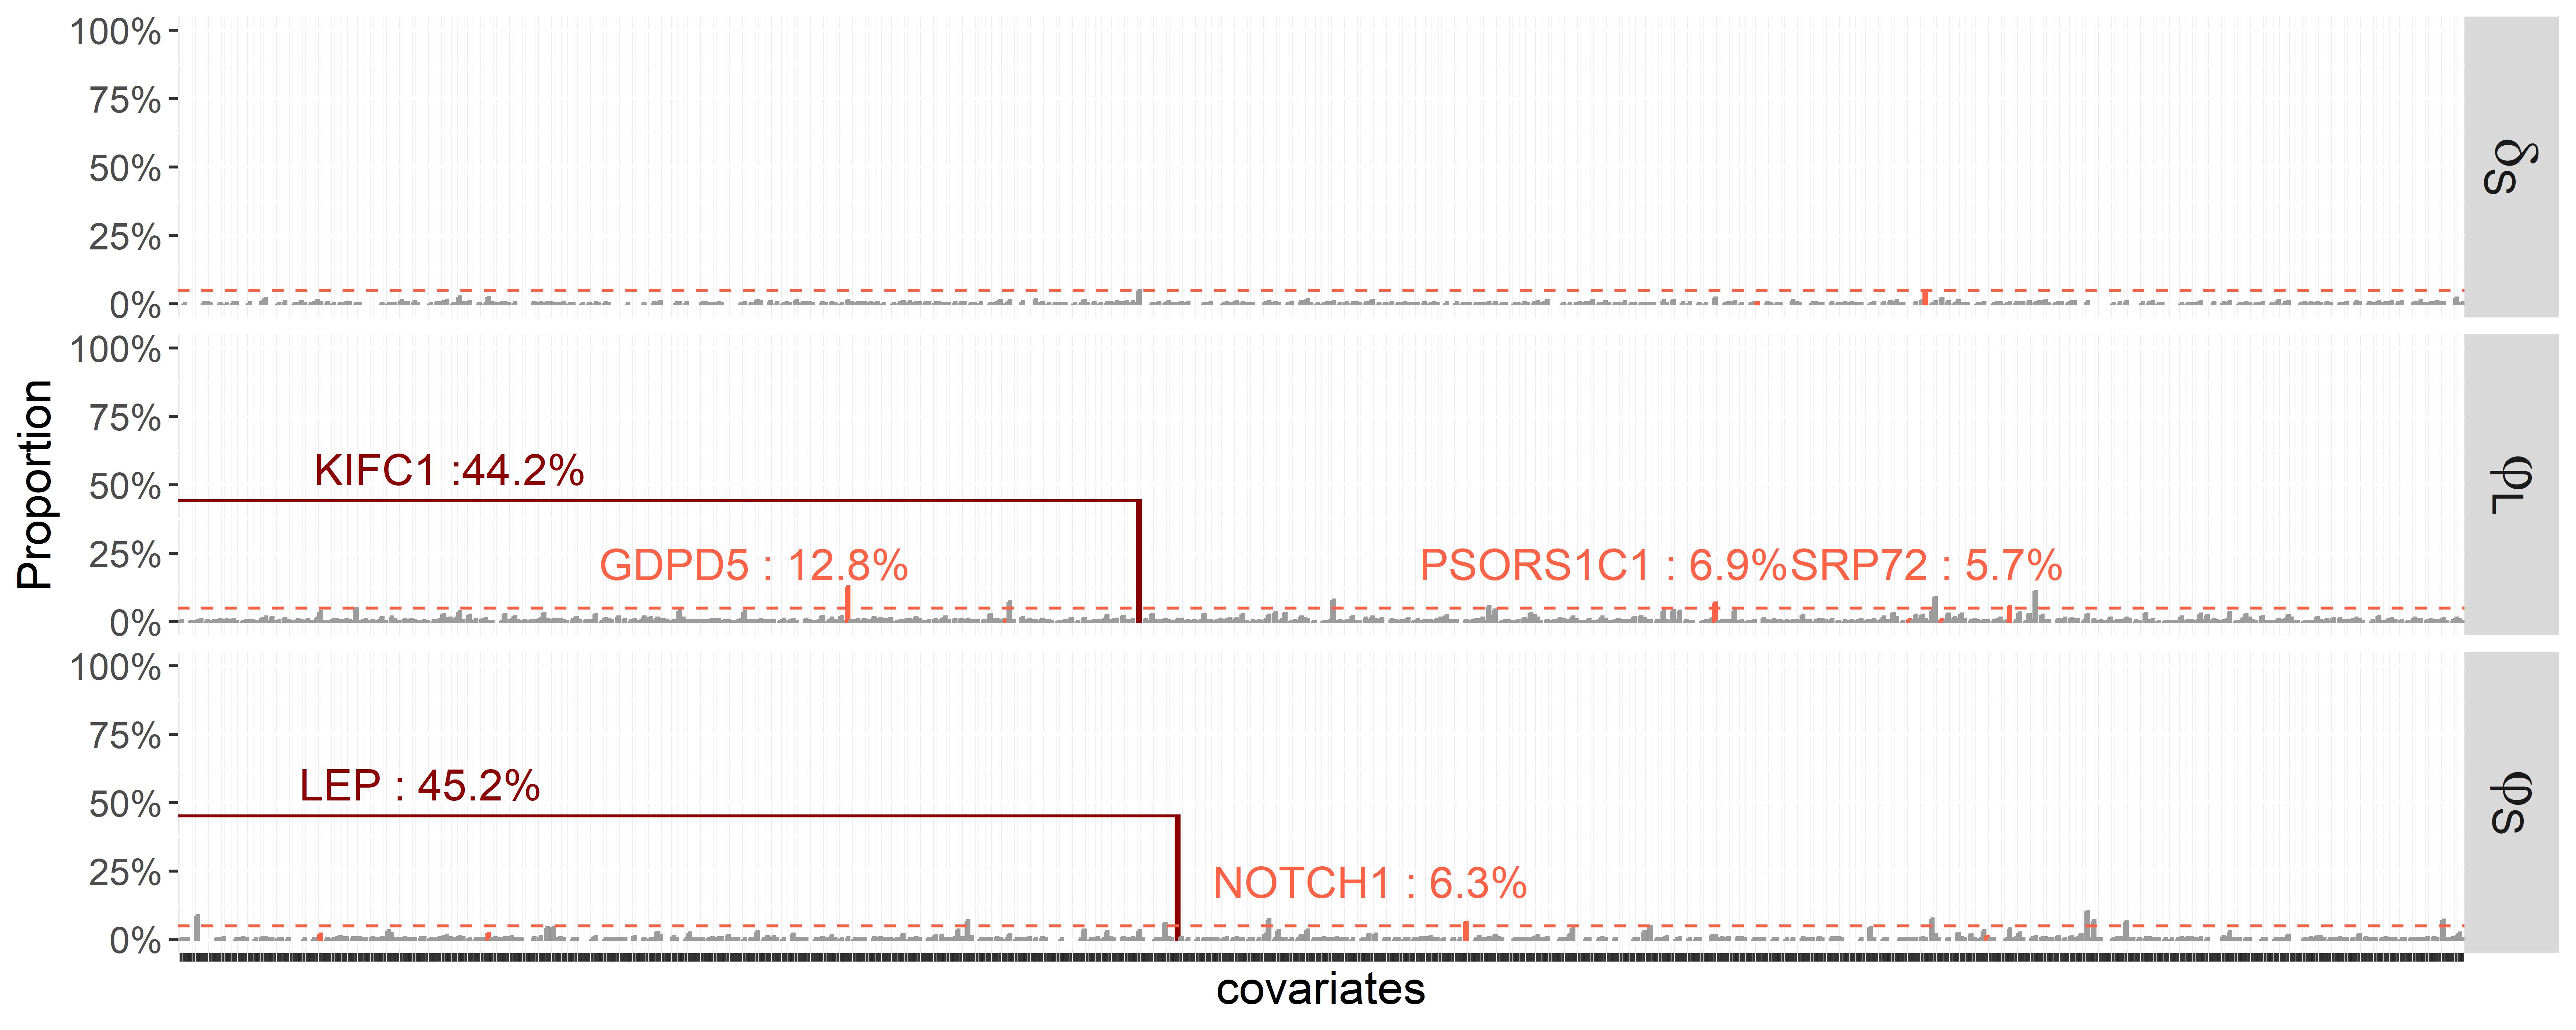 Proportion
100%
75%
50%
25%
0%
δS
100%
75%
50%
25%
0%
KIFC1 :44.2%
GDPD5 : 12.8%
PSORS1C1 : 6.9%
SRP72 : 5.7%
φL
100%
75%
50%
25%
0%
LEP : 45.2%
NOTCH1 : 6.3%
φS
covariates